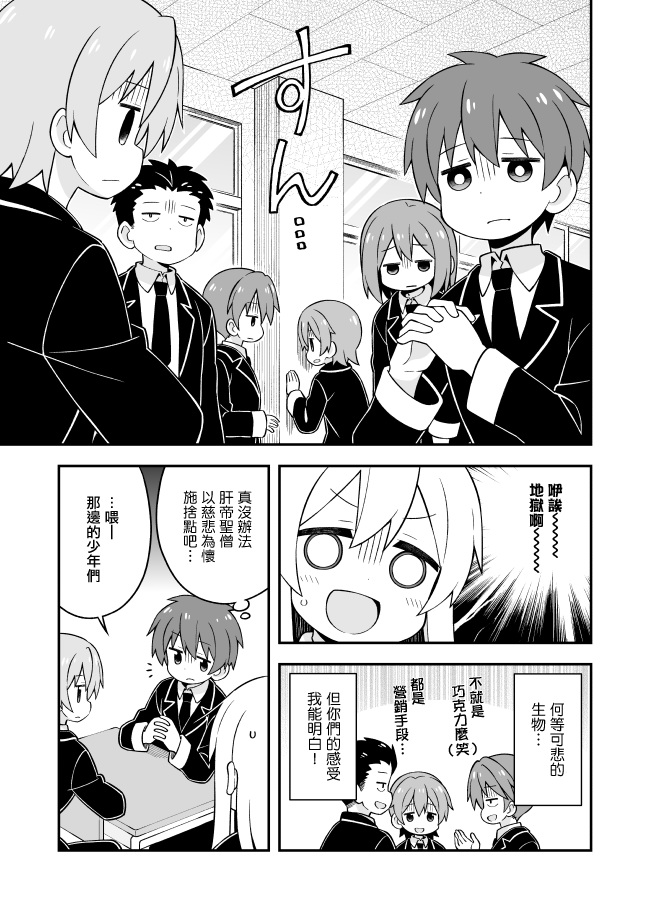 すん…
咿誒~~~~~
地獄啊~~~~~
何等可悲的
生物…
不就是
巧克力麼（笑）
都是
營銷手段…
但你們的感受
我能明白！
真沒辦法
肝帝聖僧
以慈悲為懷
施捨點吧…
…喂—
那邊的少年們